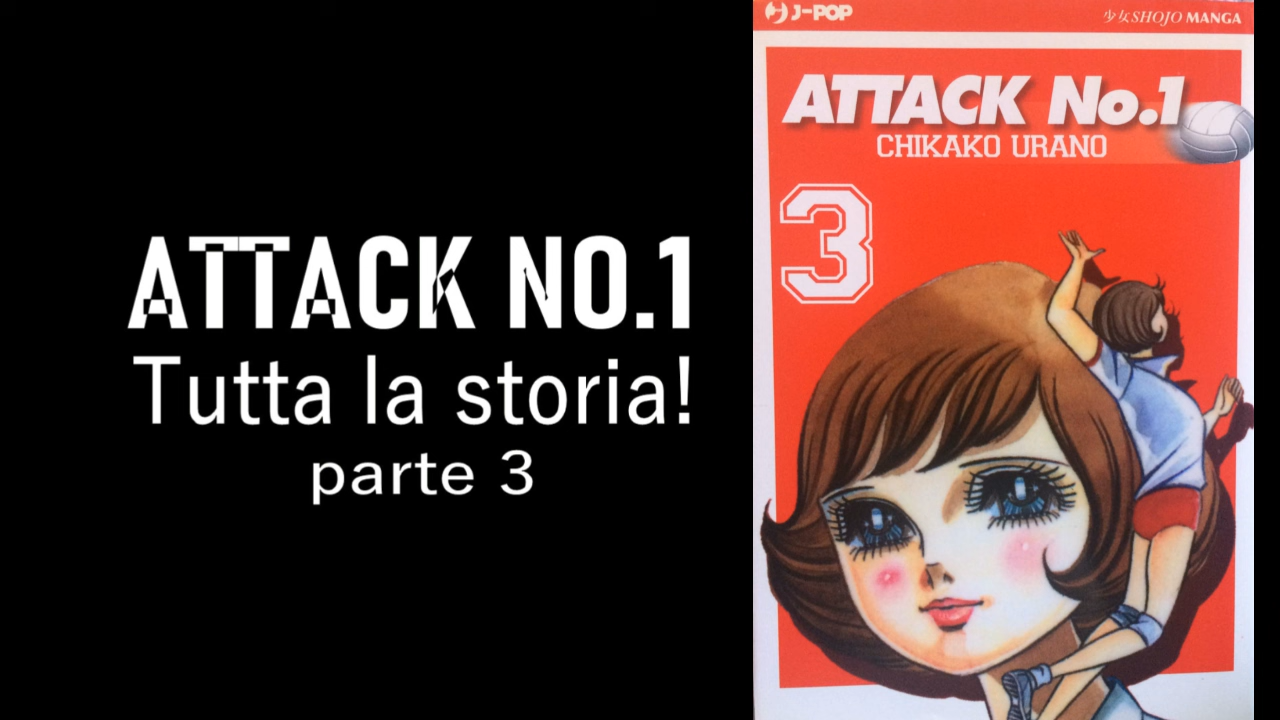 ATTACK NO.1
Tutta la storia!
parte 3
J-POP
少女SHOJO MANGA
ATTACK No.1
CHIKAKO URANO
3